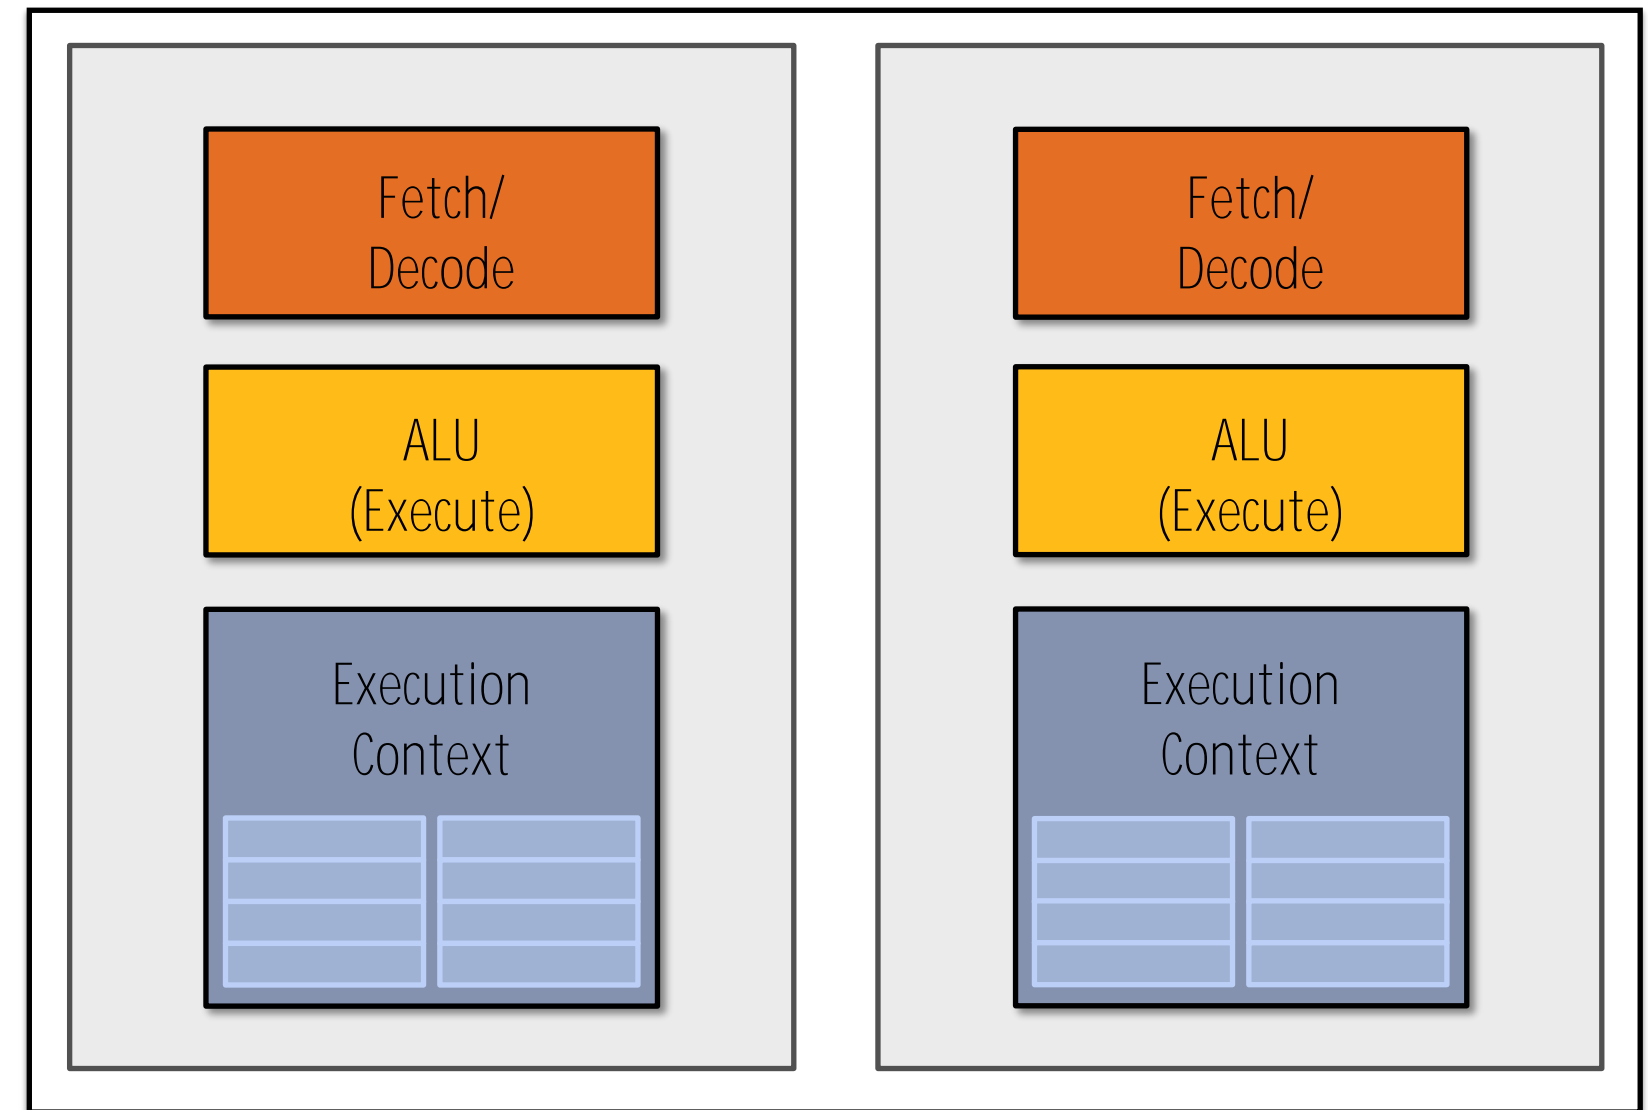 Fetch/
Decode
ALU
(Execute)
Execution
Context
Fetch/
Decode
ALU
(Execute)
Execution
Context